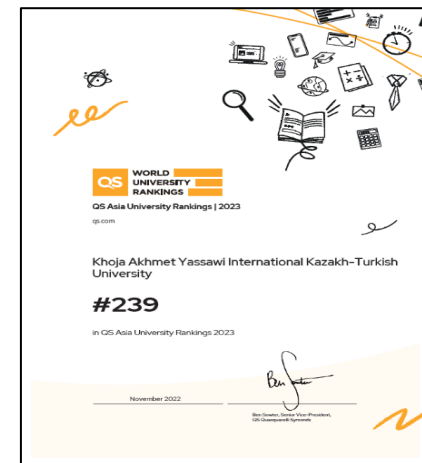 QS
WORLD
UNIVERSITY
RANKINGS
QS Asia University Rankings | 2023
qs.com
Khoja Akhmet Yassawi International Kazakh-Turkish
University
#239
in QS Asia University Rankings 2023
November 2022
Ben Sowter, Senior Vice-President,
QS Quacquarelli Symonds